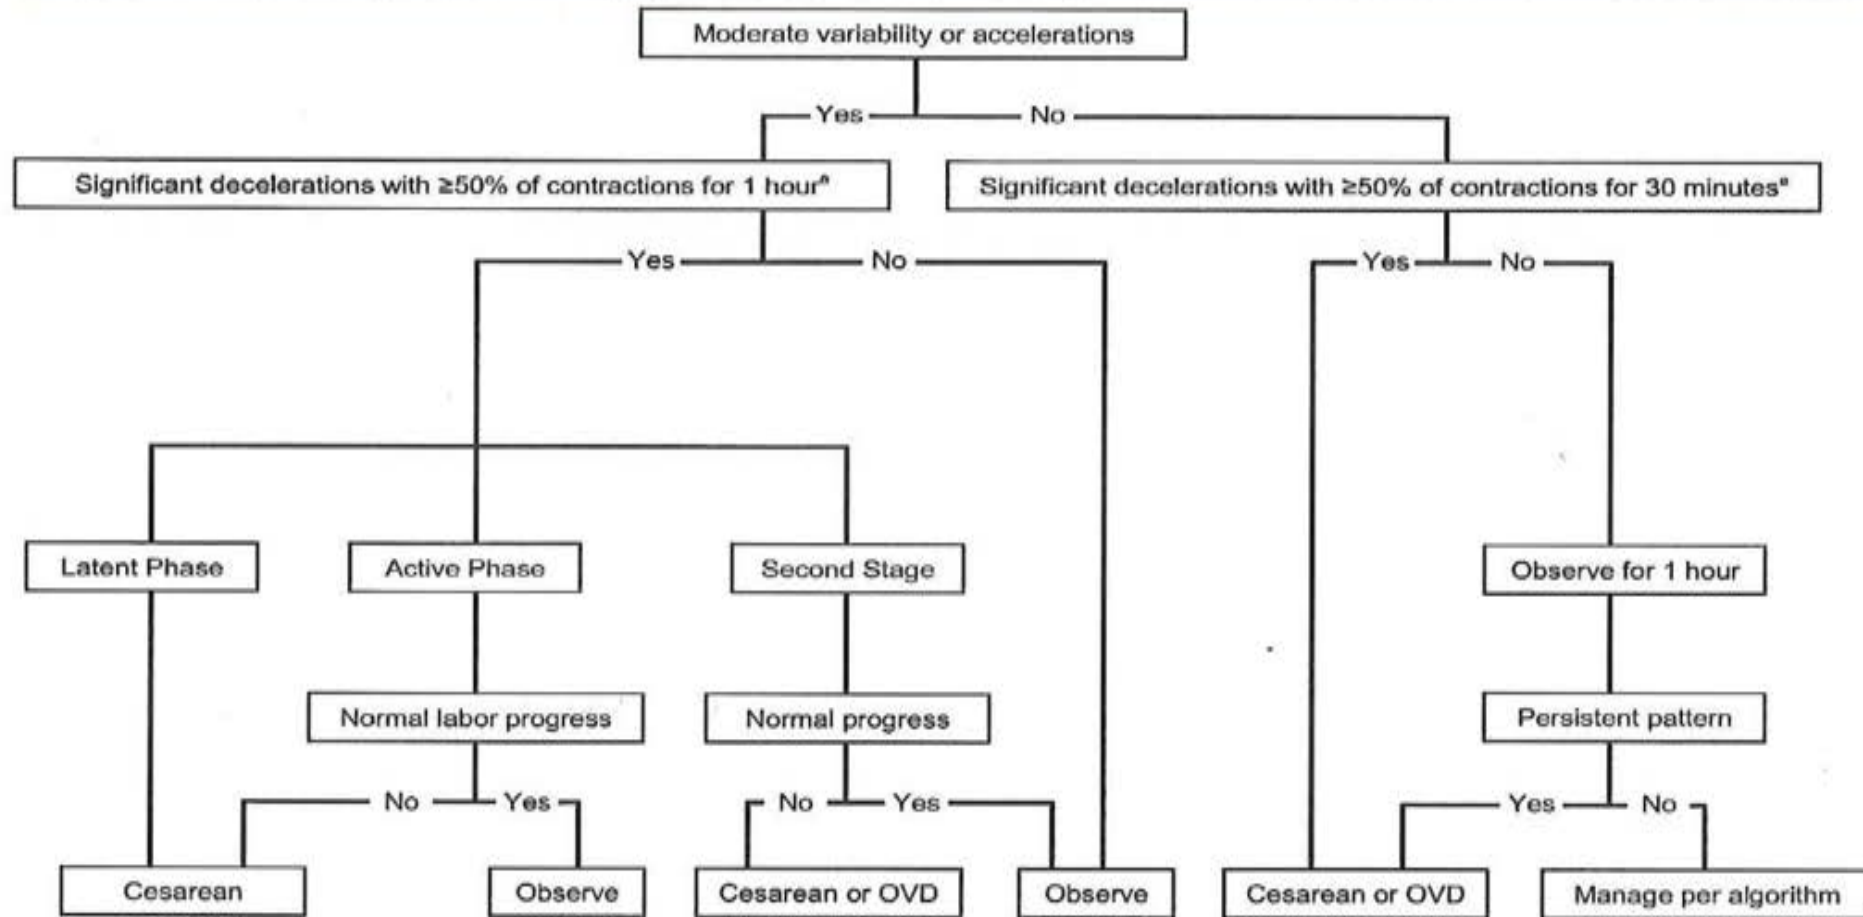 Moderate variability or accelerations
Yes No
Significant decelerations with ≥50% of contractions for 1 hourª
Significant decelerations with ≥50% of contractions for 30 minutesª
Yes No
Yes No
Latent Phase
Active Phase
Second Stage
Observe for 1 hour
Normal labor progress
Normal progress
Persistent pattern
No Yes
No Yes
Yes No
Cesarean
Observe
Cesarean or OVD
Observe
Cesarean or OVD
Manage per algorithm